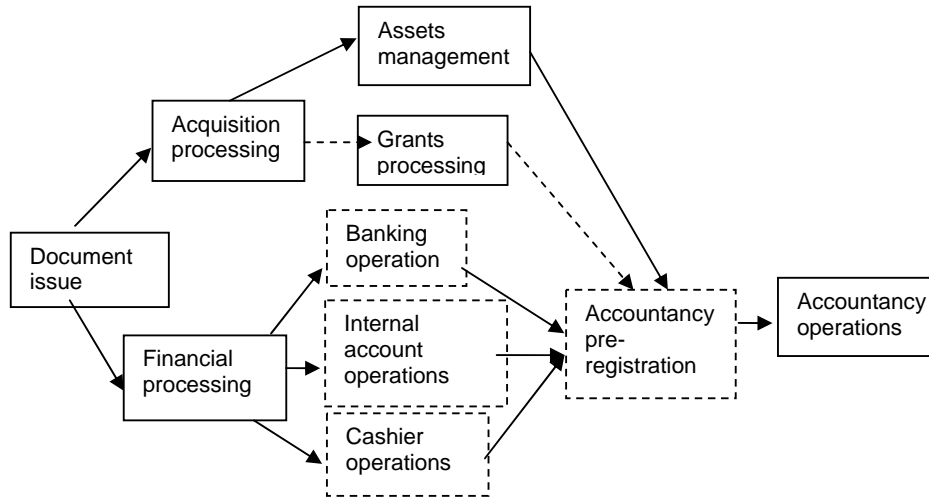 Assets
management
Acquisition
processing
Grants
processing
Document
issue
Banking
operation
Internal
account
operations
Financial
processing
Cashier
operations
Accountancy
pre-
registration
Accountancy
operations